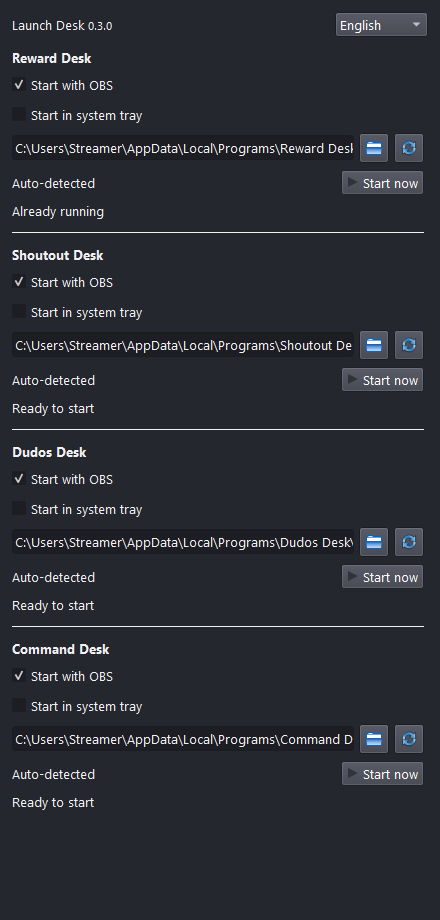 Launch Desk 0.3.0
English
Reward Desk
Start with OBS
Start in system tray
C:\Users\Streamer\AppData\Local\Programs\Reward Desk
Auto-detected
Start now
Already running
Shoutout Desk
Start with OBS
Start in system tray
C:\Users\Streamer\AppData\Local\Programs\Shoutout De
Auto-detected
Start now
Ready to start
Dudos Desk
Start with OBS
Start in system tray
C:\Users\Streamer\AppData\Local\Programs\Dudos Desk\
Auto-detected
Start now
Ready to start
Command Desk
Start with OBS
Start in system tray
C:\Users\Streamer\AppData\Local\Programs\Command D
Auto-detected
Start now
Ready to start